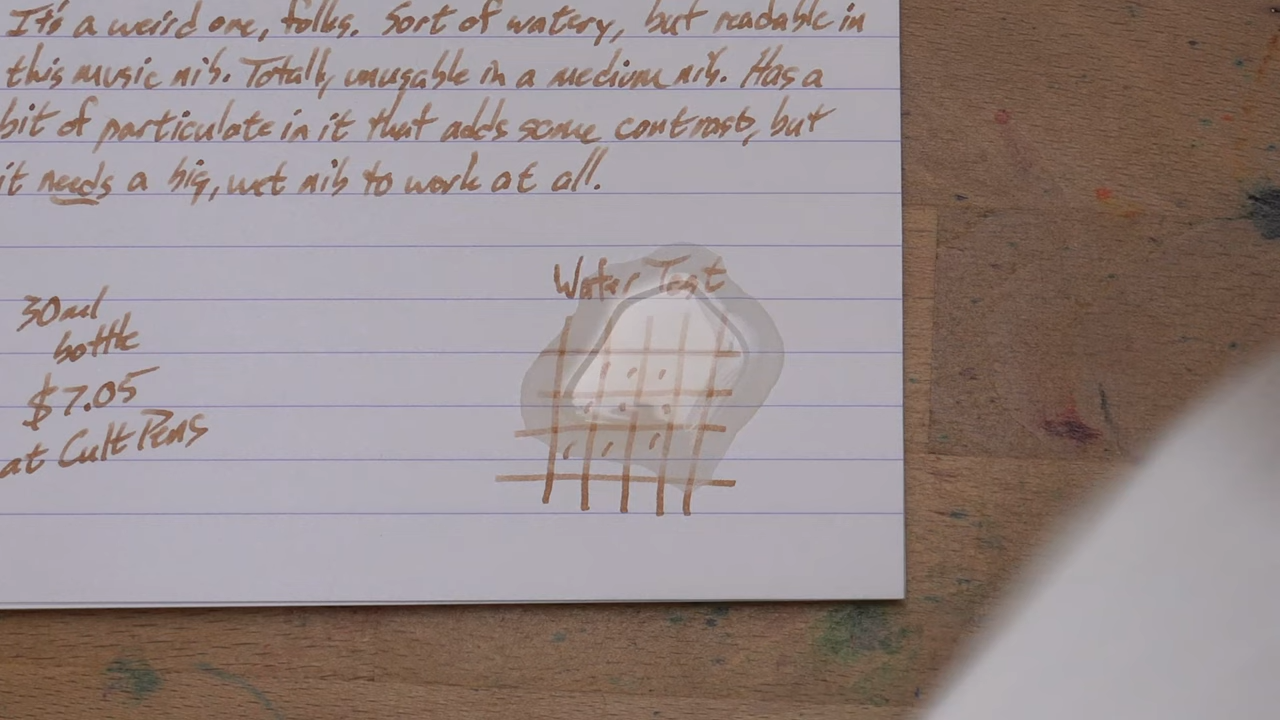 It's a weird one, folks. Sort of watery, but readable in
this music nib. Totally unusable in a medium nib. Has a
bit of particulate in it that adds some contrast, but
it needs a big, wet nib to work at all.
Water Test
30ml
bottle
$7.05
at Cult Pens